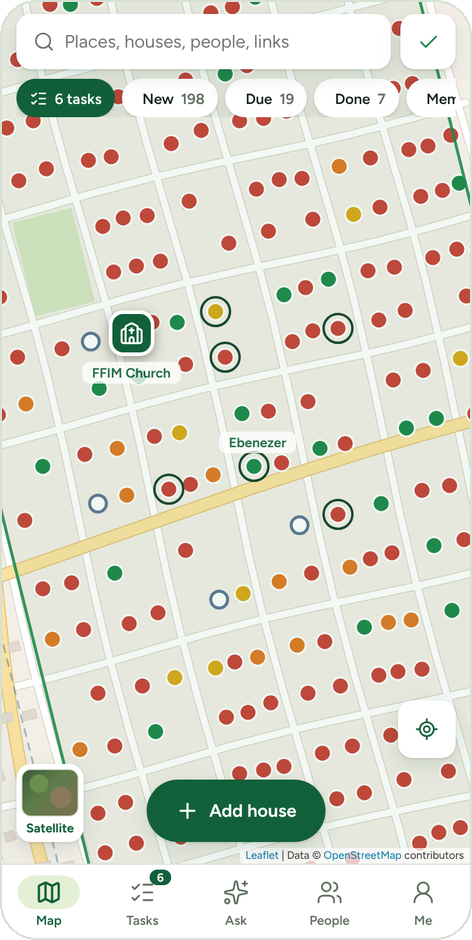 Places, houses, people, links
6 tasks
New 198
Due 19
Done 7
Mem
FFIM Church
Ebenezer
Satellite
+ Add house
Leaflet | Data © OpenStreetMap contributors
6
Map
Tasks
Ask
People
Me